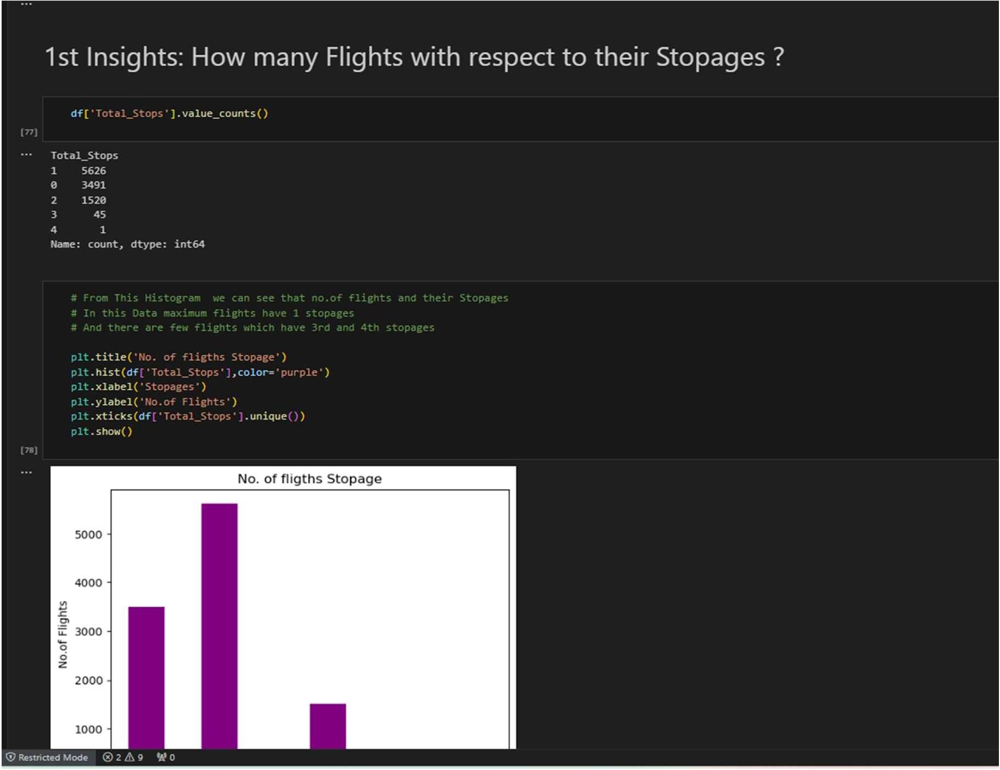 ...
1st Insights: How many Flights with respect to their Stopages ?
df['Total_Stops'].value_counts()
[77]
...
Total_Stops
1 5626
0 3491
2 1520
3 45
4 1
Name: count, dtype: int64
# From This Histogram  we can see that no.of flights and their Stopages
# In this Data maximum flights have 1 stopages
# And there are few flights which have 3rd and 4th stopages
plt.title('No. of fligths Stopage')
plt.hist(df['Total_Stops'],color='purple')
plt.xlabel('Stopages')
plt.ylabel('No.of Flights')
plt.xticks(df['Total_Stops'].unique())
plt.show()
[78]
...
No. of fligths Stopage
5000
4000
3000
2000
1000
No.of Flights
Restricted Mode 2 9 0